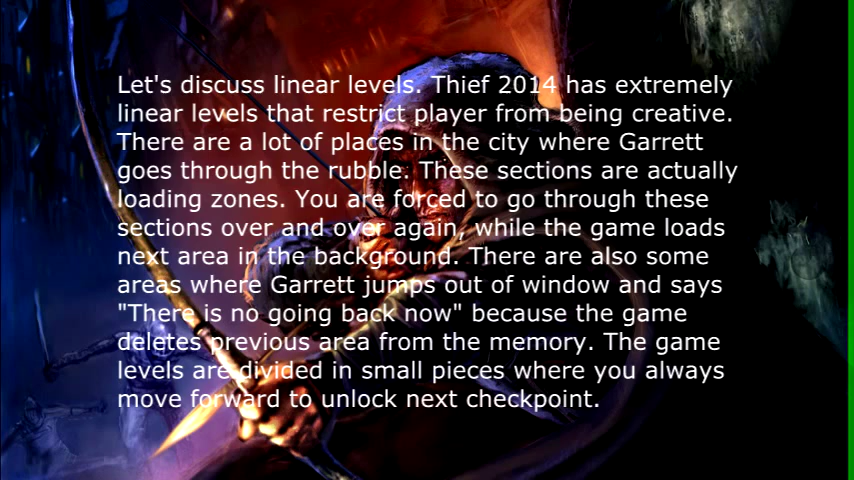 Let's discuss linear levels. Thief 2014 has extremely
linear levels that restrict player from being creative.
There are a lot of places in the city where Garrett
goes through the rubble. These sections are actually
loading zones. You are forced to go through these
sections over and over again, while the game loads
next area in the background. There are also some
areas where Garrett jumps out of window and says
"There is no going back now" because the game
deletes previous area from the memory. The game
levels are divided in small pieces where you always
move forward to unlock next checkpoint.